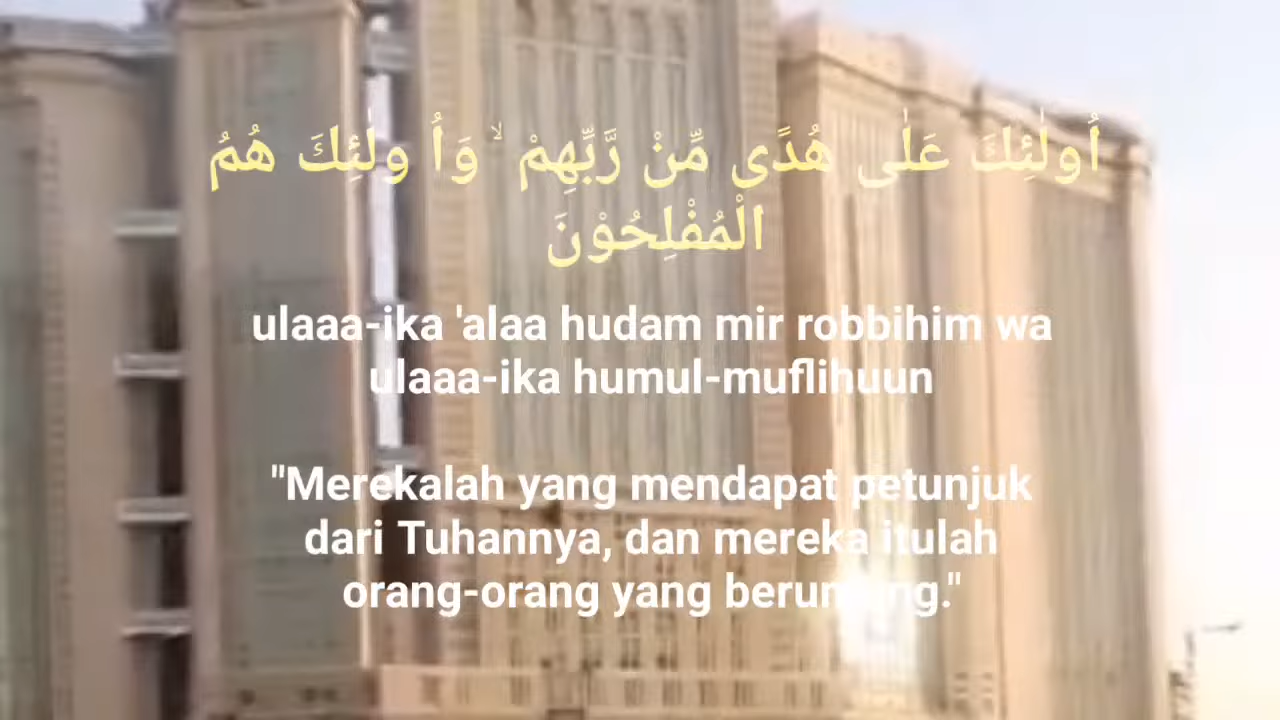 اُولٰٓئِكَ عَلٰى هُدًى مِّنْ رَّبِّهِمْ ۙ وَاُ ولٰٓئِكَ هُمُ
الْمُفْلِحُوْنَ
ulaaa-ika 'alaa hudam mir robbihim wa
ulaaa-ika humul-muflihuun
"Merekalah yang mendapat petunjuk
dari Tuhannya, dan mereka itulah
orang-orang yang beruntung."